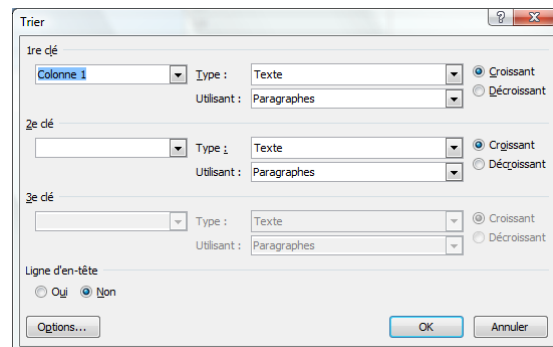 Trier
1re clé
Colonne 1 Type : Texte Croissant
Utilisant : Paragraphes Décroissant
2e clé
Type : Texte Croissant
Utilisant : Paragraphes Décroissant
3e clé
Type : Texte Croissant
Utilisant : Paragraphes Décroissant
Ligne d'en-tête
Oui Non
Options... OK Annuler